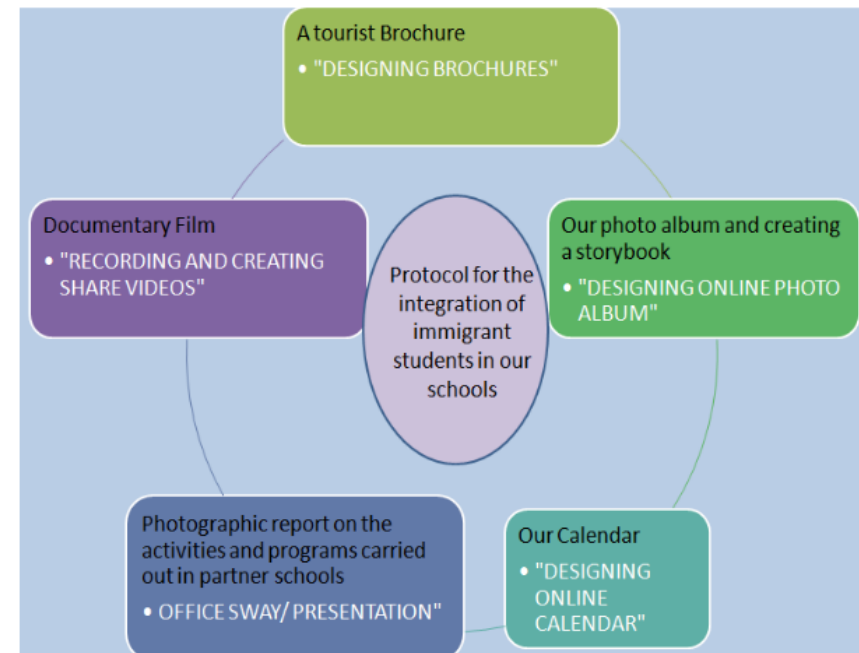 A tourist Brochure
• "DESIGNING BROCHURES"
Documentary Film
• "RECORDING AND CREATING
SHARE VIDEOS"
Protocol for the
integration of
immigrant
students in our
schools
Our photo album and creating
a storybook
• "DESIGNING ONLINE PHOTO
ALBUM"
Photographic report on the
activities and programs carried
out in partner schools
• OFFICE SWAY/ PRESENTATION"
Our Calendar
• "DESIGNING
ONLINE
CALENDAR"